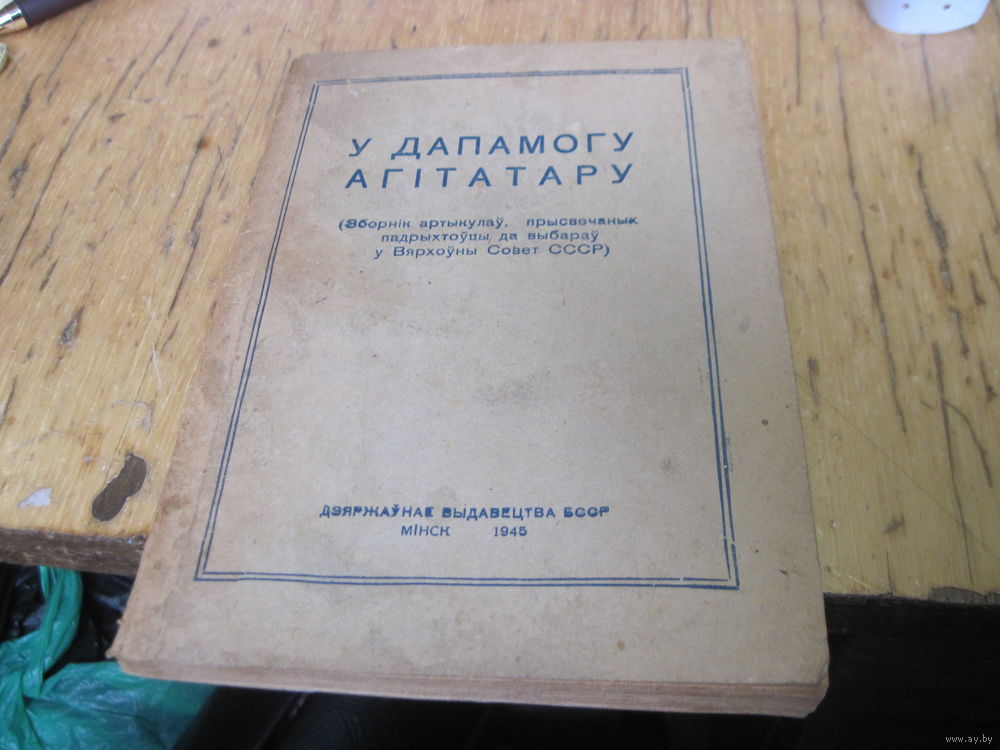 У ДАПАМОГУ
АГІТАТАРУ
(Зборнік артыкулаў, прысвечаных
падрыхтоўцы да выбараў
у Вярхоўны Совет СССР)
ДЗЯРЖАЎНАЕ ВЫДАВЕЦТВА БССР
МІНСК 1945
www.ay.by